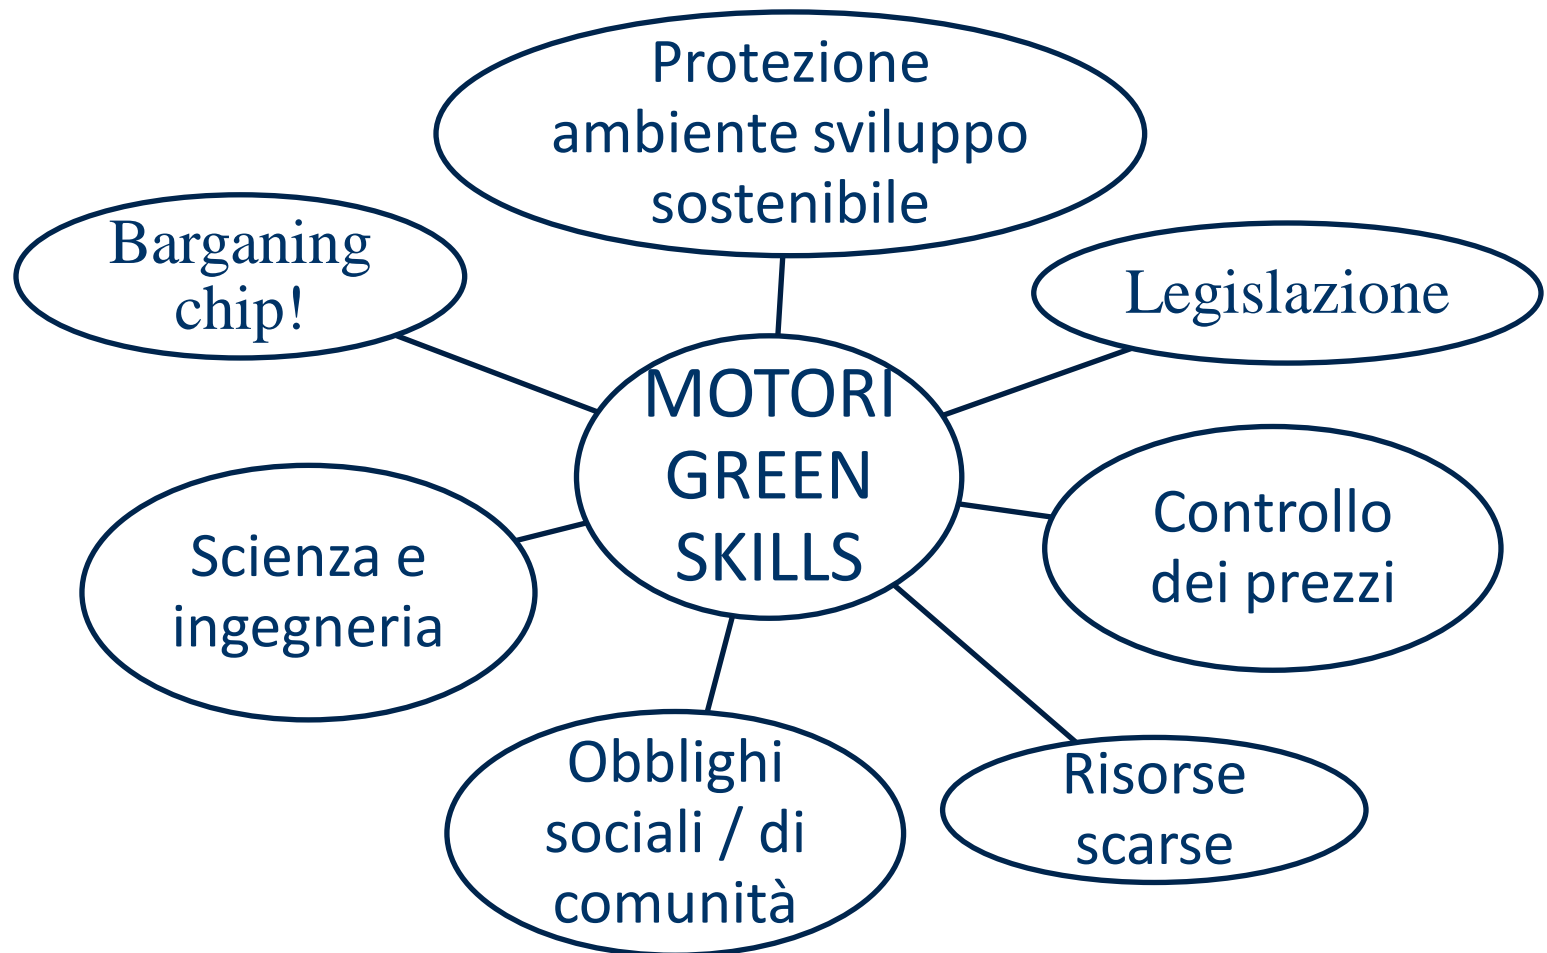 Protezione
ambiente sviluppo
sostenibile
Barganing
chip!
Legislazione
MOTORI
GREEN
SKILLS
Controllo
dei prezzi
Scienza e
ingegneria
Obblighi
sociali / di
comunità
Risorse
scarse